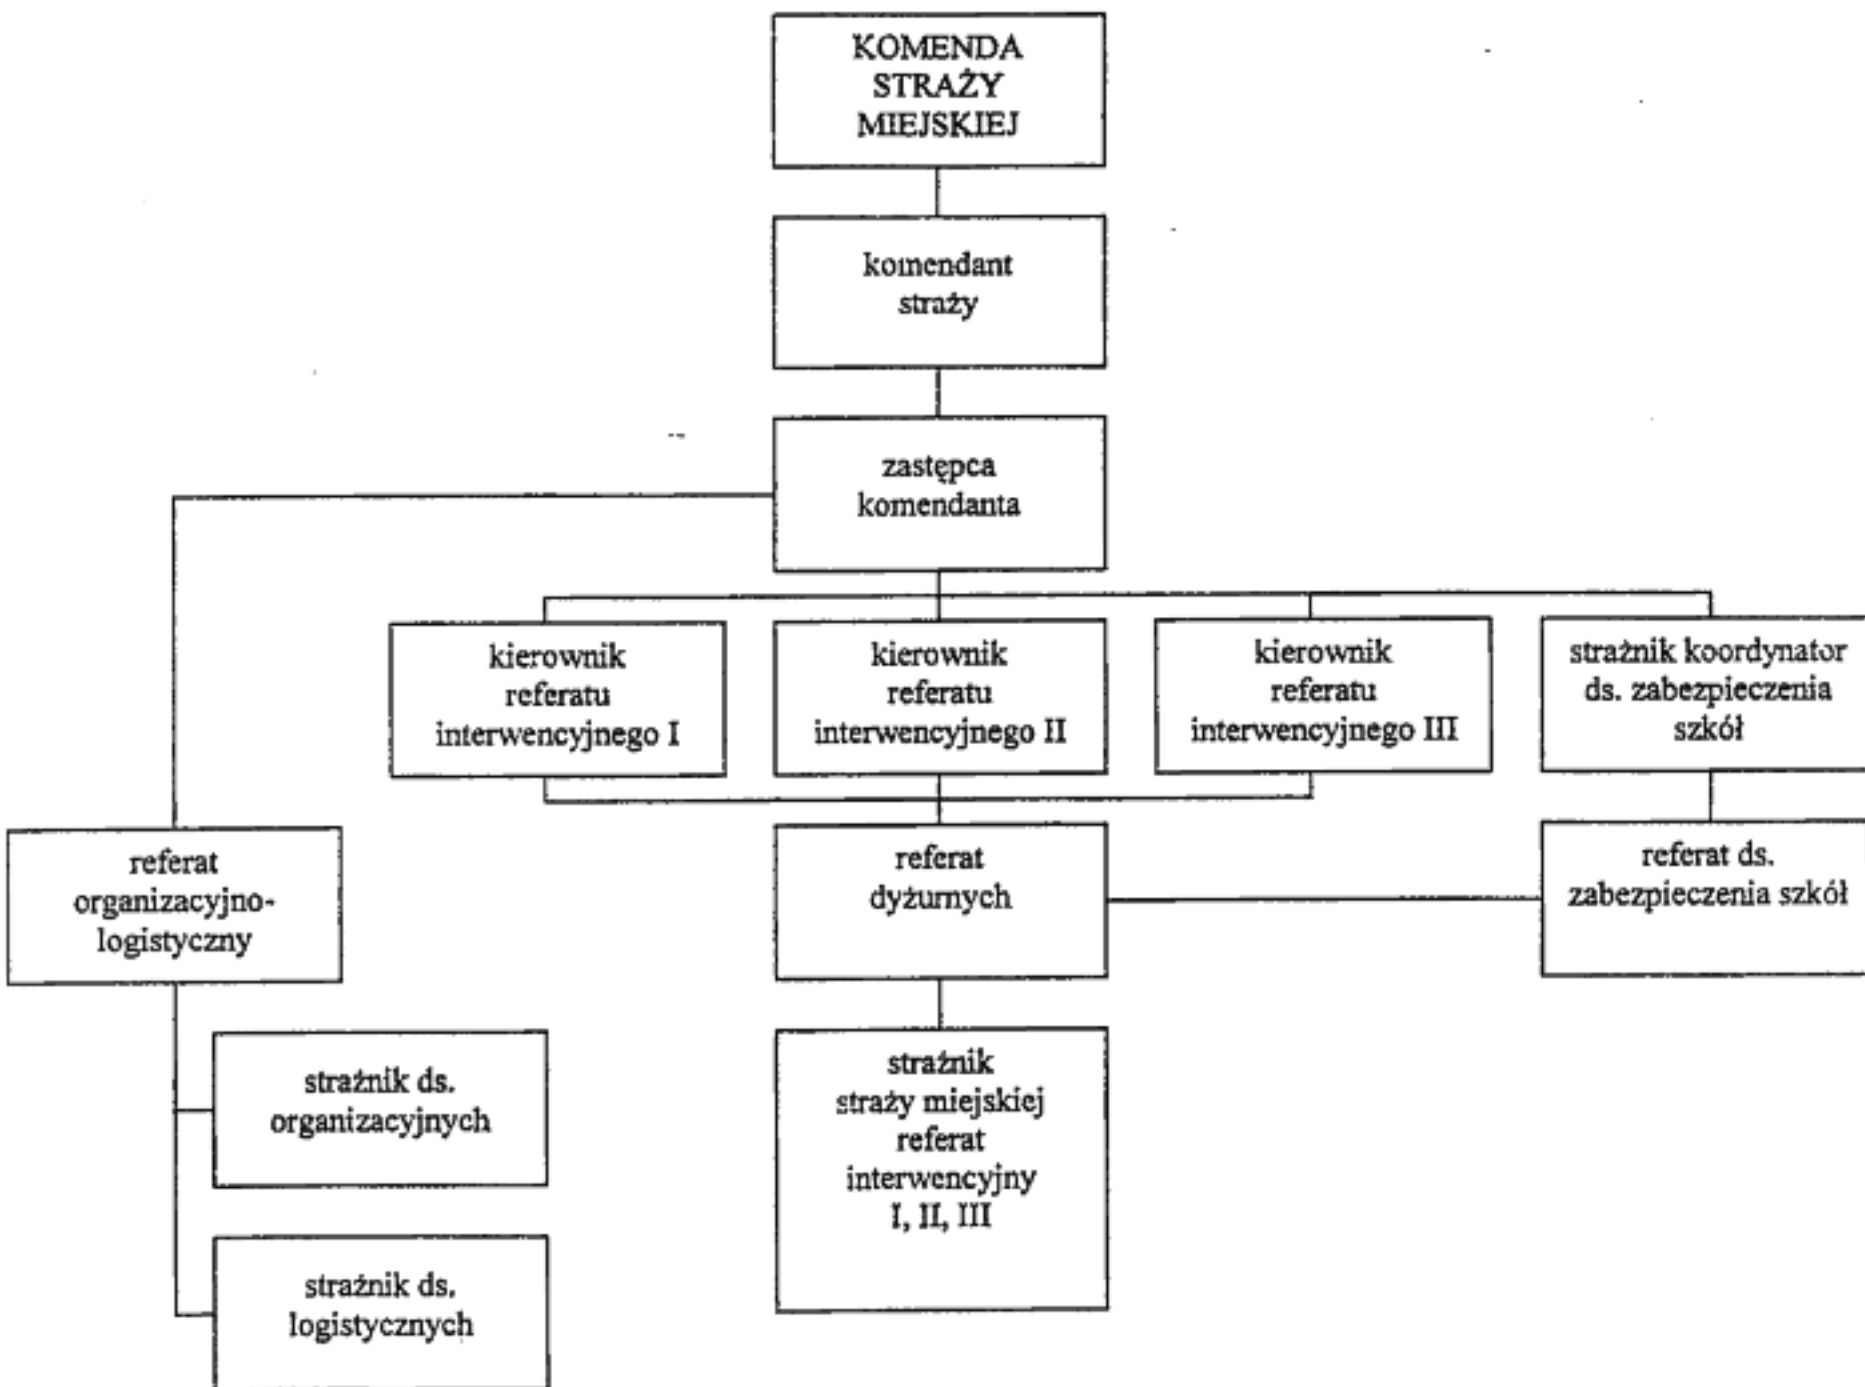 KOMENDA
STRAŻY
MIEJSKIEJ
komendant
straży
zastępca
komendanta
kierownik
referatu
interwencyjnego I
kierownik
referatu
interwencyjnego II
kierownik
referatu
interwencyjnego III
strażnik koordynator
ds. zabezpieczenia
szkół
referat
organizacyjno-
logistyczny
referat
dyżurnych
referat ds.
zabezpieczenia szkół
strażnik ds.
organizacyjnych
strażnik
straży miejskiej
referat
interwencyjny
I, II, III
strażnik ds.
logistycznych